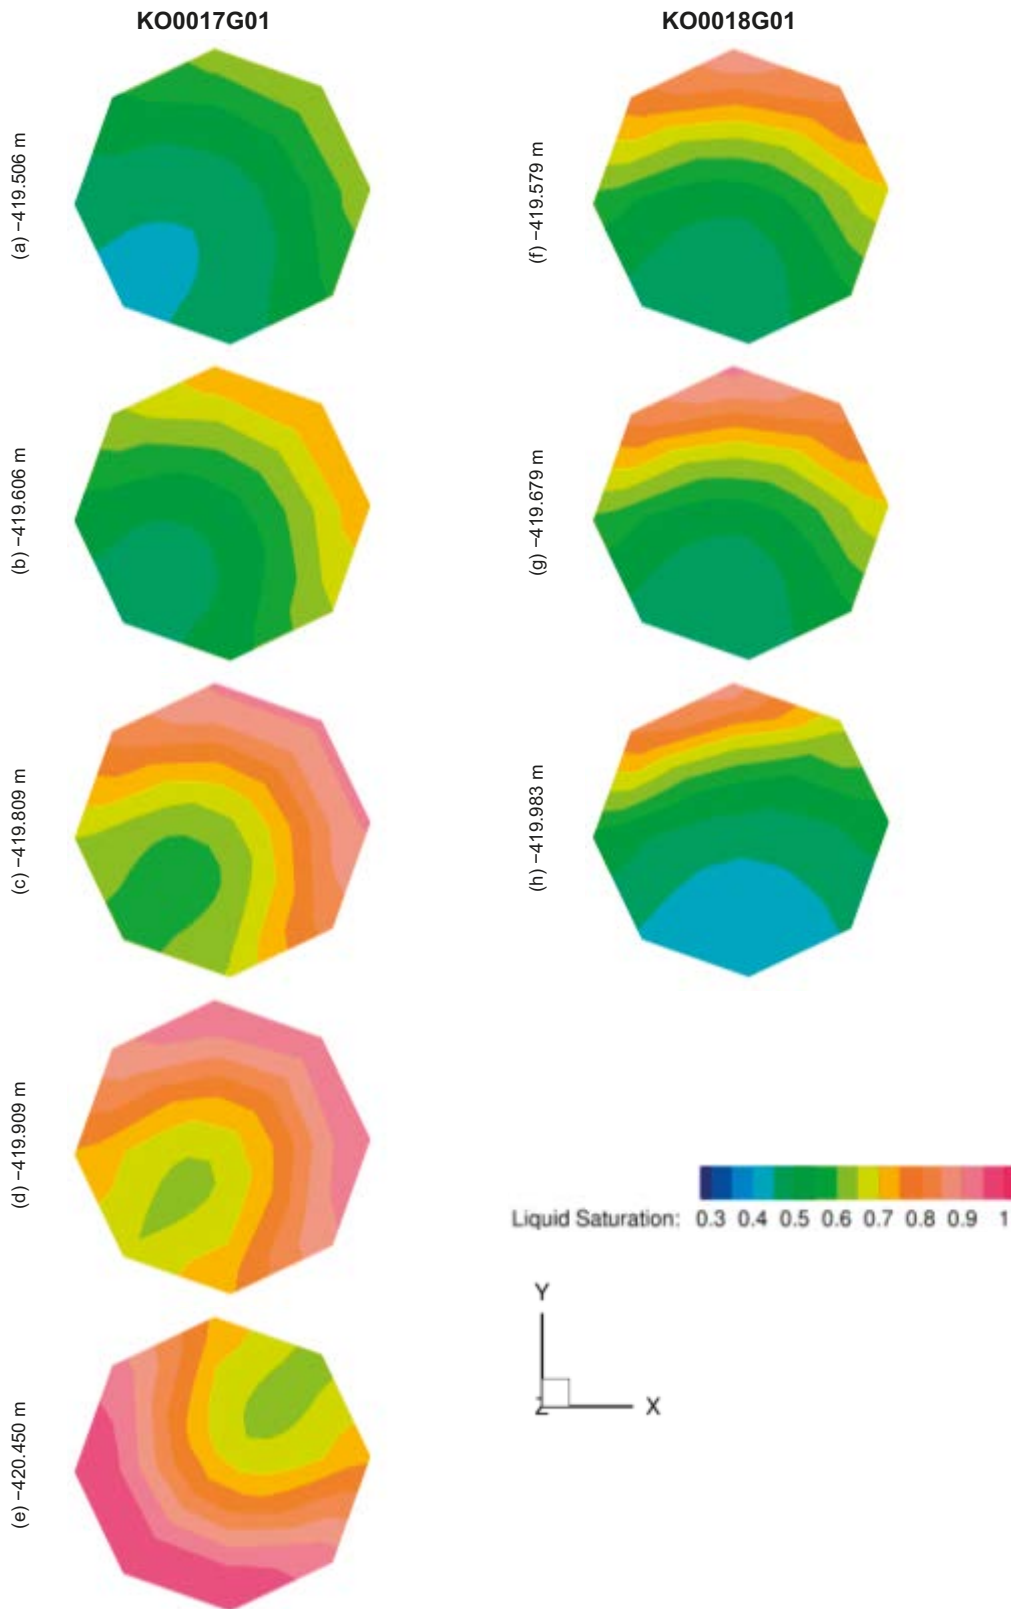 KO0017G01
KO0018G01
(a) −419.506 m
(f) −419.579 m
(b) −419.606 m
(g) −419.679 m
(c) −419.809 m
(h) −419.983 m
(d) −419.909 m
Liquid Saturation: 0.3 0.4 0.5 0.6 0.7 0.8 0.9 1
Y
Z X
(e) −420.450 m